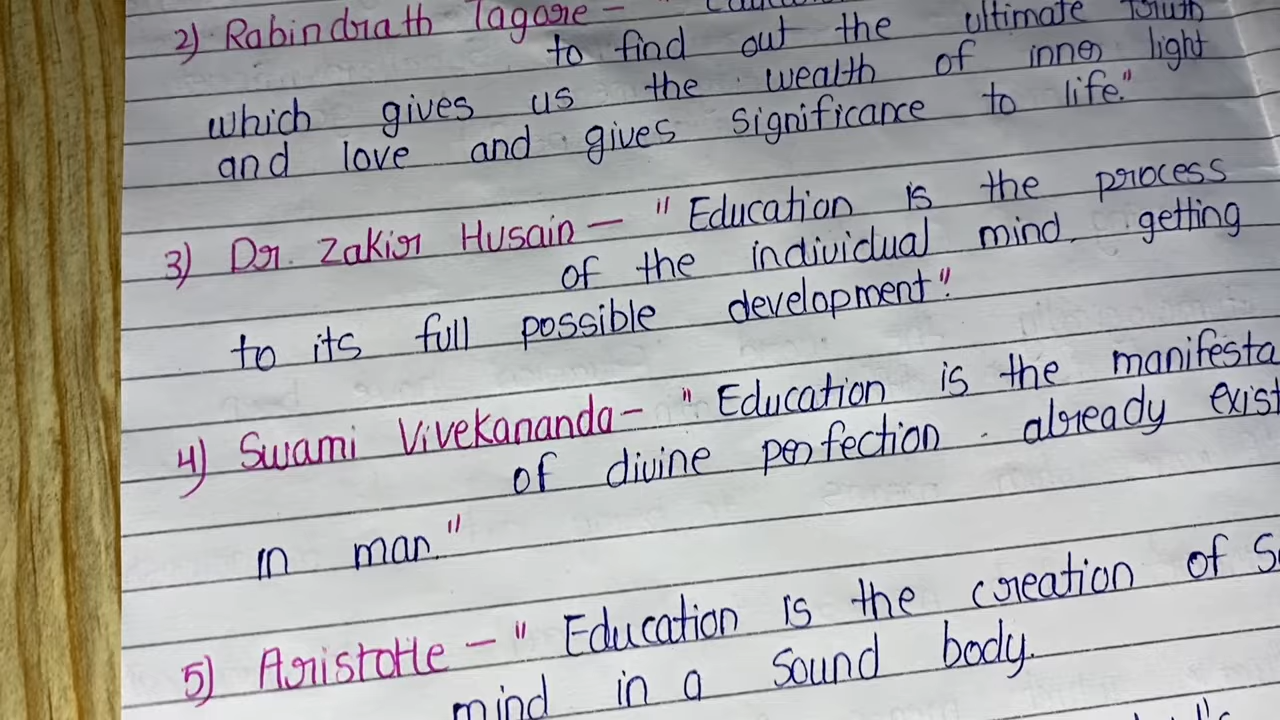 2) Rabindrath Tagore - "
to find out the ultimate Truth
which gives us the wealth of inner light
and love and gives significance to life."
3) Dr. Zakir Husain - "Education is the process
of the individual mind getting
to its full possible development".
4) Swami Vivekananda - "Education is the manifesta
of divine perfection already exist
in man."
5) Aristotle - "Education is the creation of
mind in a sound body.